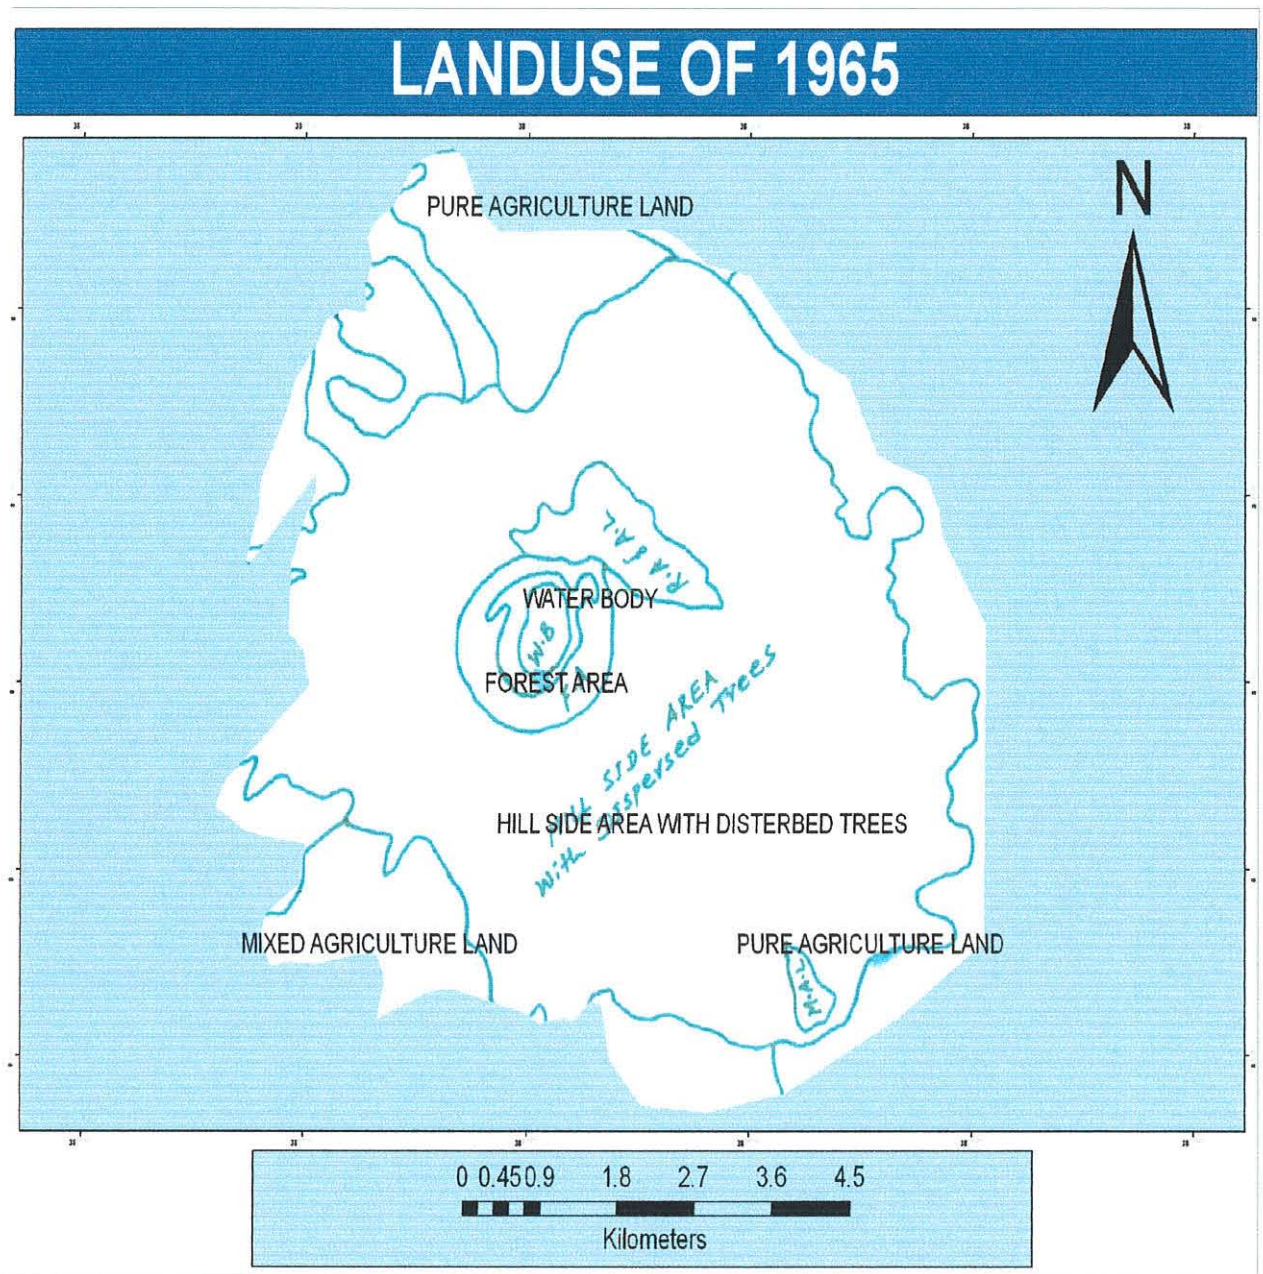 LANDUSE OF 1965
PURE AGRICULTURE LAND
N
R.A & A.L
WATER BODY
W.B
FOREST AREA
F.A
HILL SIDE AREA
With Disspersed Trees
HILL SIDE AREA WITH DISTERBED TREES
MIXED AGRICULTURE LAND
PURE AGRICULTURE LAND
M.A.L
0 0.45 0.9 1.8 2.7 3.6 4.5
Kilometers